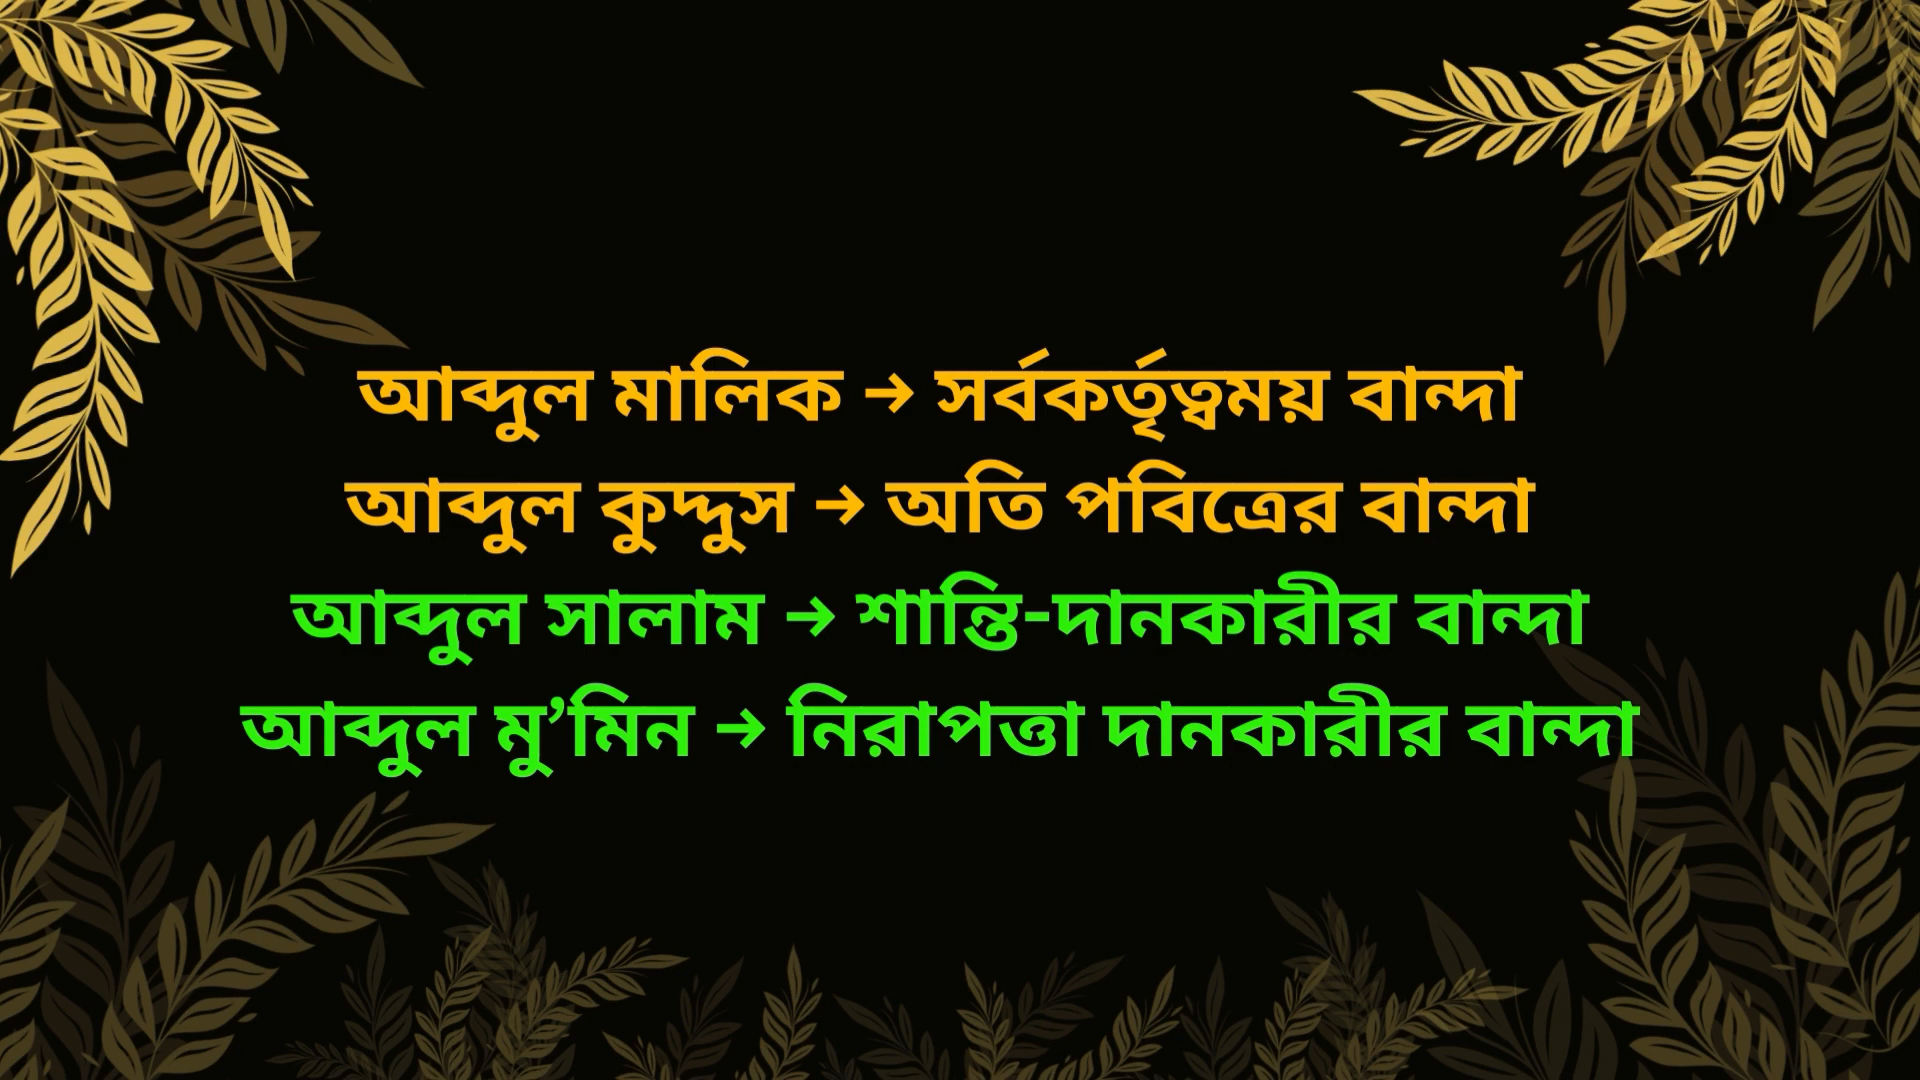 আব্দুল মালিক → সর্বকর্তৃত্বময় বান্দা
আব্দুল কুদ্দুস → অতি পবিত্রের বান্দা
আব্দুল সালাম → শান্তি-দানকারীর বান্দা
আব্দুল মু’মিন → নিরাপত্তা দানকারীর বান্দা